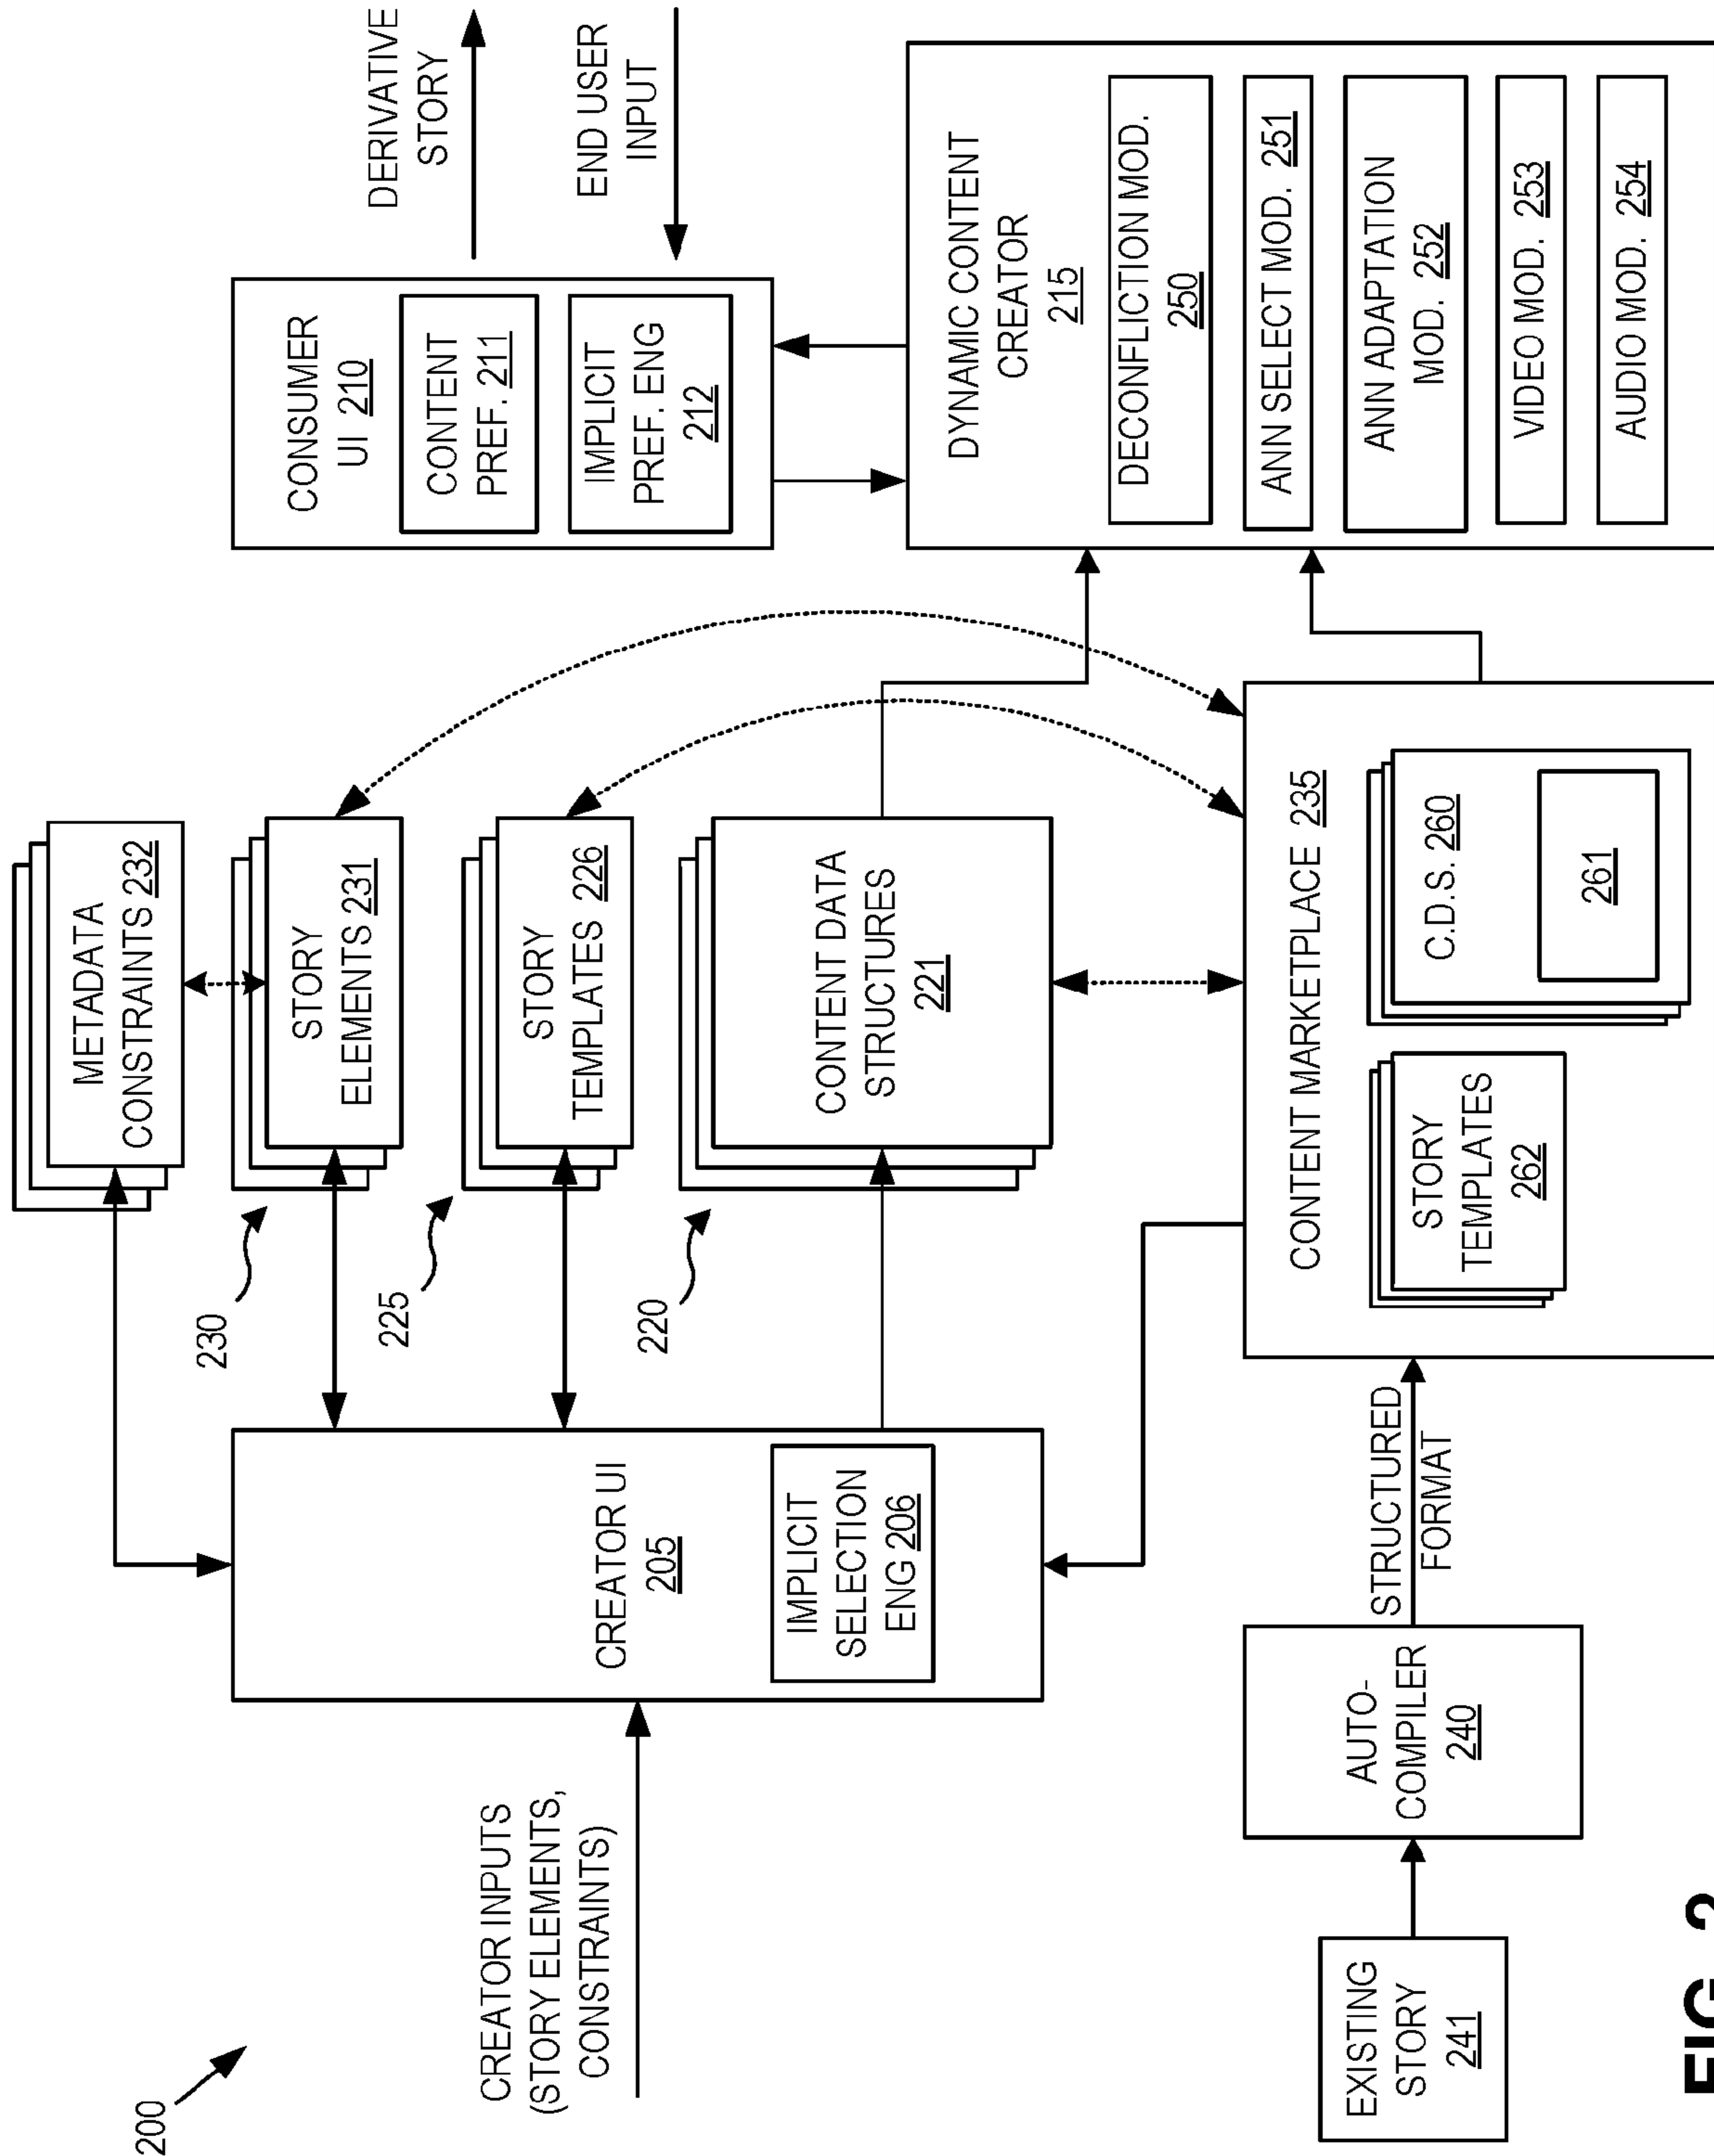 200
CREATOR INPUTS
(STORY ELEMENTS,
CONSTRAINTS)
CREATOR UI
205
IMPLICIT
SELECTION
ENG 206
METADATA
CONSTRAINTS 232
230
STORY
ELEMENTS 231
225
STORY
TEMPLATES 226
220
CONTENT DATA
STRUCTURES
221
CONSUMER
UI 210
CONTENT
PREF. 211
IMPLICIT
PREF. ENG
212
DERIVATIVE
STORY
END USER
INPUT
DYNAMIC CONTENT
CREATOR
215
DECONFLICTION MOD.
250
ANN SELECT MOD. 251
ANN ADAPTATION
MOD. 252
VIDEO MOD. 253
AUDIO MOD. 254
EXISTING
STORY
241
AUTO-
COMPILER
240
STRUCTURED
FORMAT
CONTENT MARKETPLACE 235
STORY
TEMPLATES
262
C.D.S. 260
261
FIG. 2